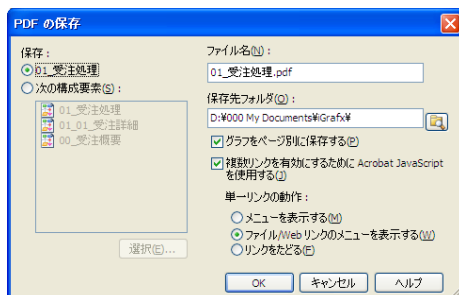 PDF の保存
保存:
01_受注処理
次の構成要素(S):
01_受注処理
01_01_受注詳細
00_受注概要
選択(E)...
ファイル名(N):
01_受注処理.pdf
保存先フォルダ(O):
D:¥000 My Documents¥Grafx¥
グラフをページ別に保存する(P)
複数リンクを有効にするために Acrobat JavaScript
を使用する(J)
単一リンクの動作:
メニューを表示する(M)
ファイル/Web リンクのメニューを表示する(W)
リンクをたどる(F)
OK
キャンセル
ヘルプ